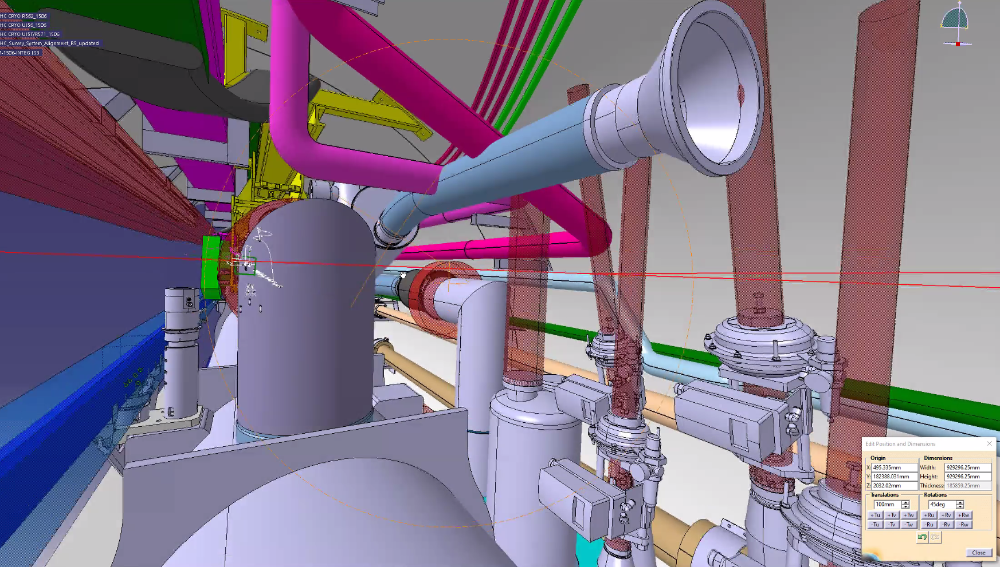 HC CRYO R562_1506
HC CRYO UJ56_1506
HC CRYO UJ57/R571_1506
HC_Survey_System_Alignment_R5_updated
7-1506-INTEG LS3
Edit Position and Dimensions
Origin
Dimensions
X: 495.335mm
Width: 929296.25mm
Y: 182388.031mm
Height: 929296.25mm
Z: 2032.02mm
Thickness: 185859.25mm
Translations
Rotations
100mm
45deg
+Tu +Tv +Tw +Ru +Rv +Rw
-Tu -Tv -Tw -Ru -Rv -Rw
Close